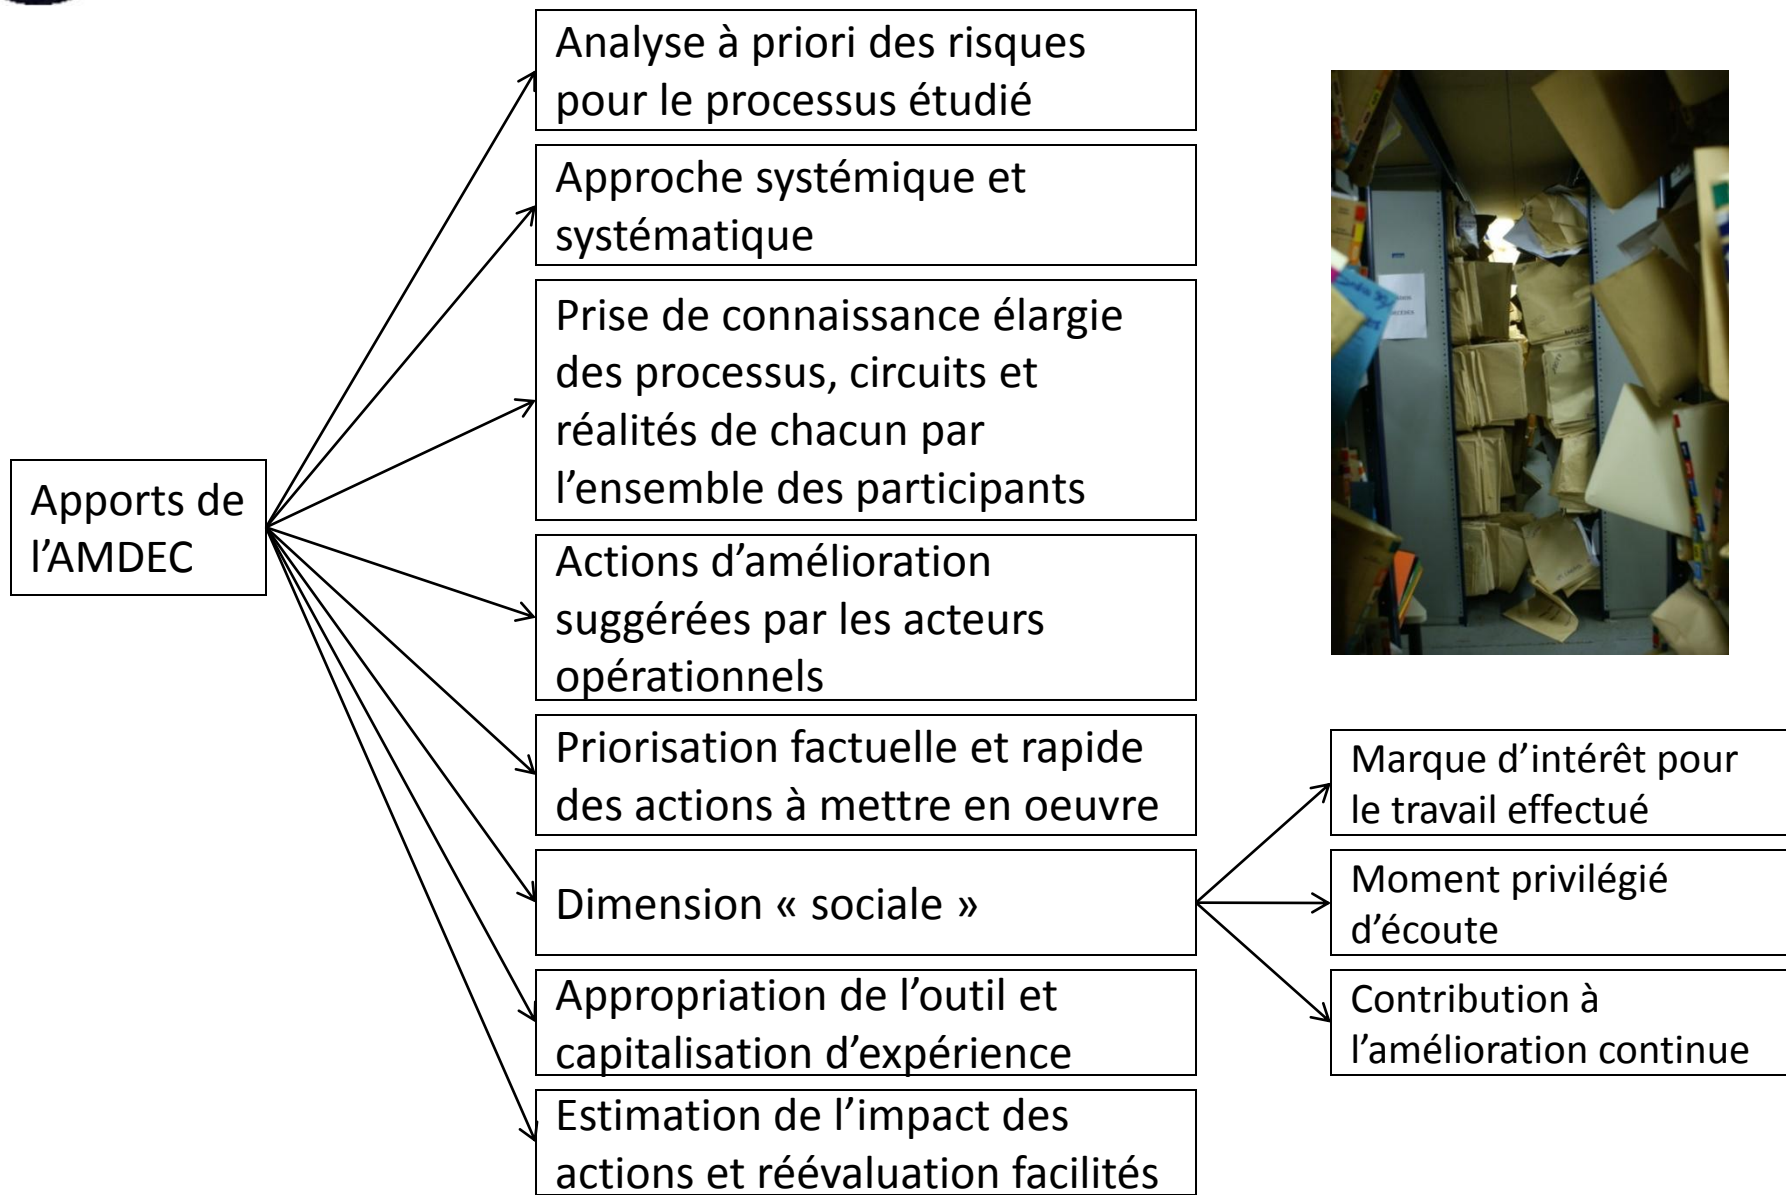 Analyse à priori des risques
pour le processus étudié
Approche systémique et
systématique
Prise de connaissance élargie
des processus, circuits et
réalités de chacun par
l’ensemble des participants
Apports de
l’AMDEC
Actions d’amélioration
suggérées par les acteurs
opérationnels
Priorisation factuelle et rapide
des actions à mettre en oeuvre
Dimension « sociale »
Marque d’intérêt pour
le travail effectué
Moment privilégié
d’écoute
Contribution à
l’amélioration continue
Appropriation de l’outil et
capitalisation d’expérience
Estimation de l’impact des
actions et réévaluation facilités